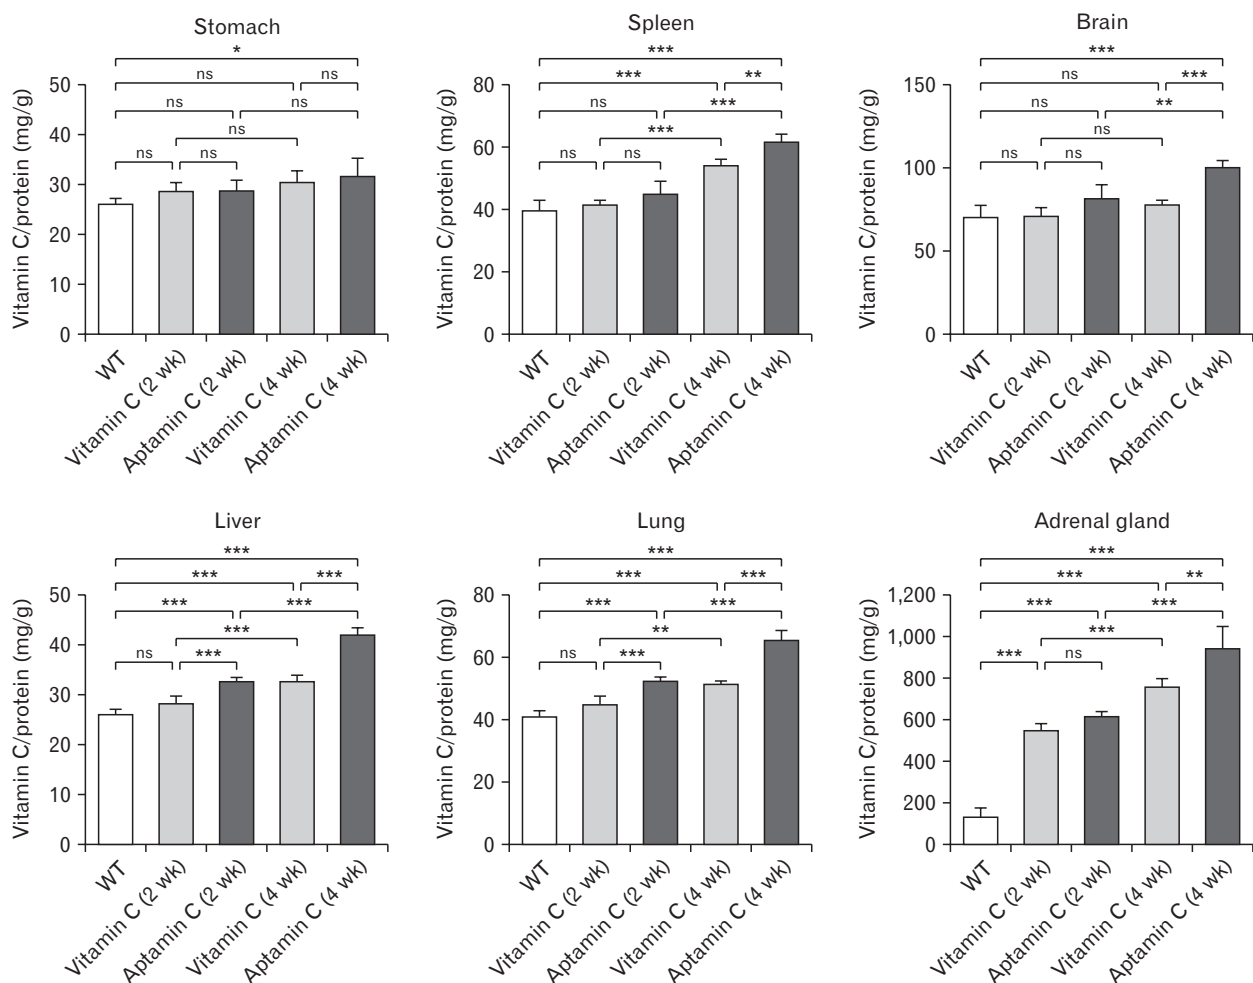 Stomach
*
ns ns
ns ns
ns
ns ns
Vitamin C/protein (mg/g)
50
40
30
20
10
0
WT
Vitamin C (2 wk)
Aptamin C (2 wk)
Vitamin C (4 wk)
Aptamin C (4 wk)
Spleen
***
*** **
ns ***
***
ns ns
Vitamin C/protein (mg/g)
80
60
40
20
0
WT
Vitamin C (2 wk)
Aptamin C (2 wk)
Vitamin C (4 wk)
Aptamin C (4 wk)
Brain
***
ns ***
ns **
ns
ns ns
Vitamin C/protein (mg/g)
150
100
50
0
WT
Vitamin C (2 wk)
Aptamin C (2 wk)
Vitamin C (4 wk)
Aptamin C (4 wk)
Liver
***
*** ***
*** ***
***
ns ***
Vitamin C/protein (mg/g)
50
40
30
20
10
0
WT
Vitamin C (2 wk)
Aptamin C (2 wk)
Vitamin C (4 wk)
Aptamin C (4 wk)
Lung
***
*** ***
*** ***
**
ns ***
Vitamin C/protein (mg/g)
80
60
40
20
0
WT
Vitamin C (2 wk)
Aptamin C (2 wk)
Vitamin C (4 wk)
Aptamin C (4 wk)
Adrenal gland
***
*** **
*** ***
***
*** ns
Vitamin C/protein (mg/g)
1,200
1,000
800
600
400
200
0
WT
Vitamin C (2 wk)
Aptamin C (2 wk)
Vitamin C (4 wk)
Aptamin C (4 wk)